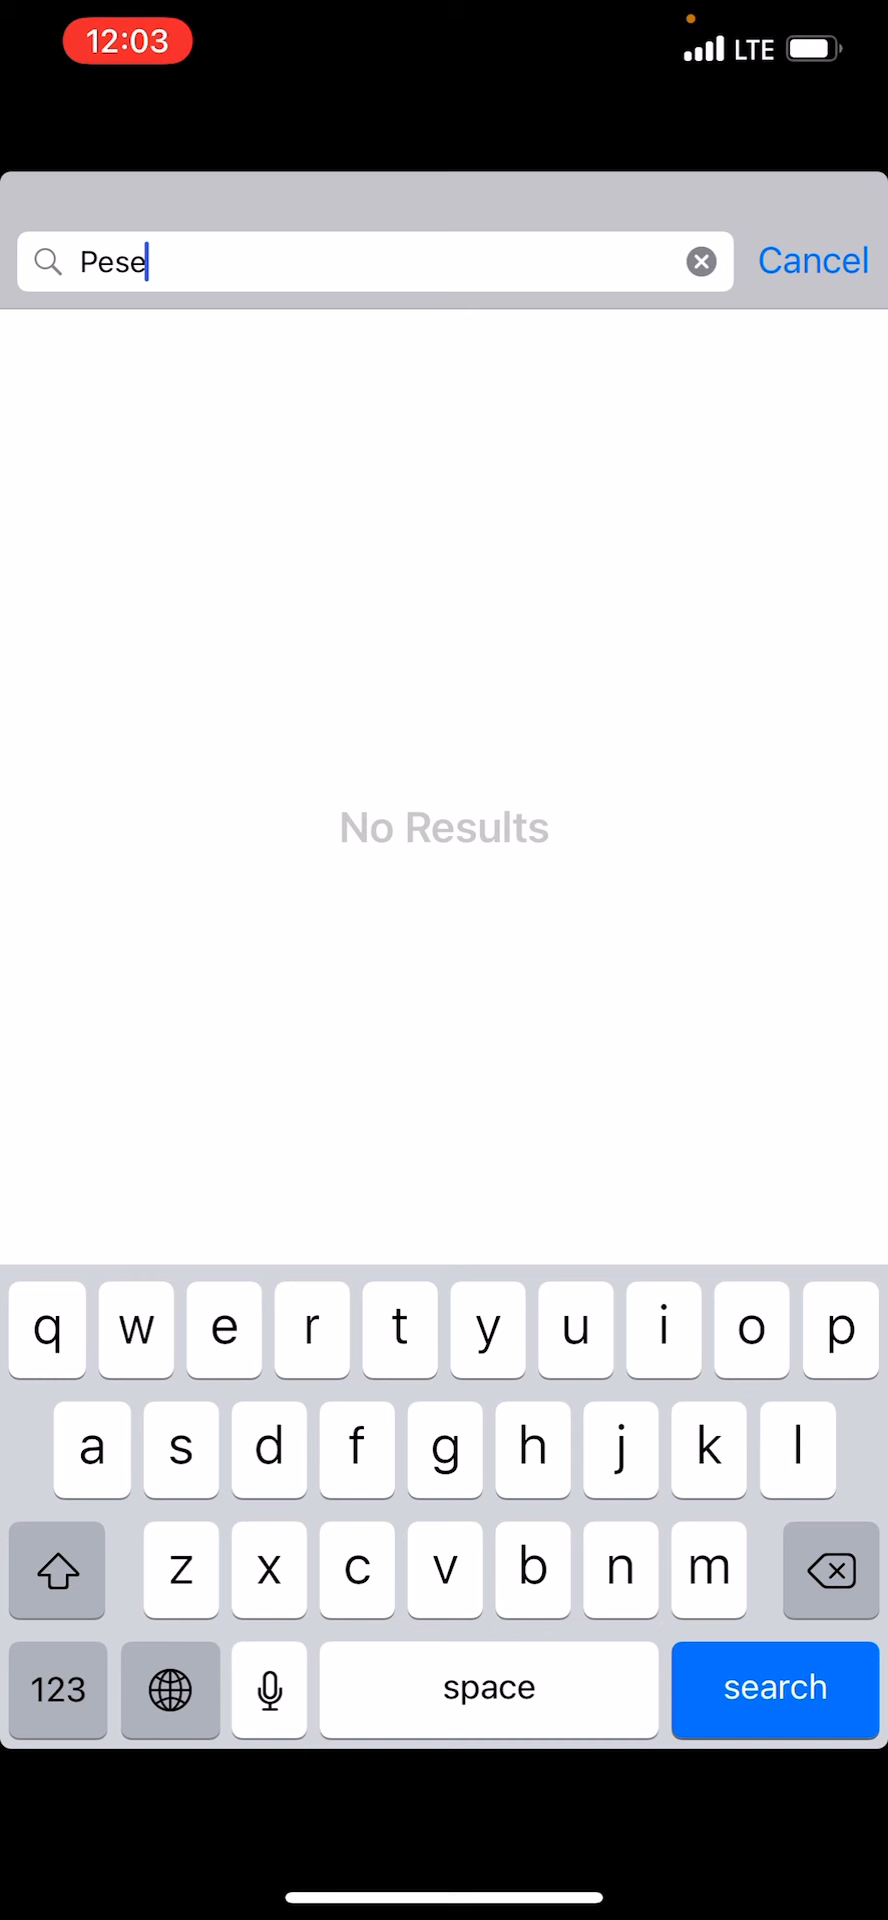 12:03
LTE
Pese
Cancel
No Results
q w e r t y u i o p
a s d f g h j k l
z x c v b n m
123 space search